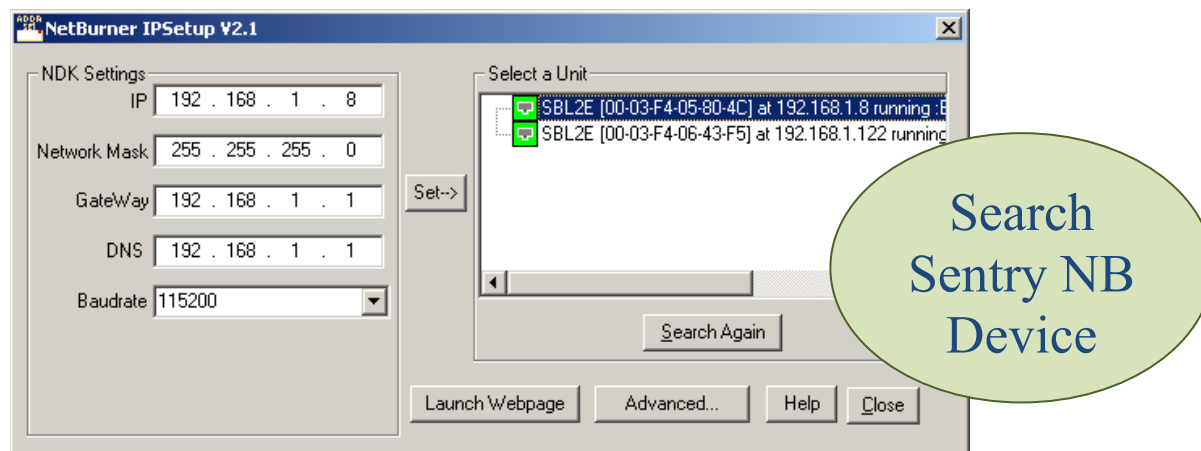 NetBurner IPSetup V2.1
NDK Settings
IP 192 . 168 . 1 . 8
Network Mask 255 . 255 . 255 . 0
GateWay 192 . 168 . 1 . 1
DNS 192 . 168 . 1 . 1
Baudrate 115200
Set-->
Select a Unit
SBL2E [00-03-F4-05-80-4C] at 192.168.1.8 running :E
SBL2E [00-03-F4-06-43-F5] at 192.168.1.122 running
Search Again
Launch Webpage
Advanced...
Help
Close
Search
Sentry NB
Device